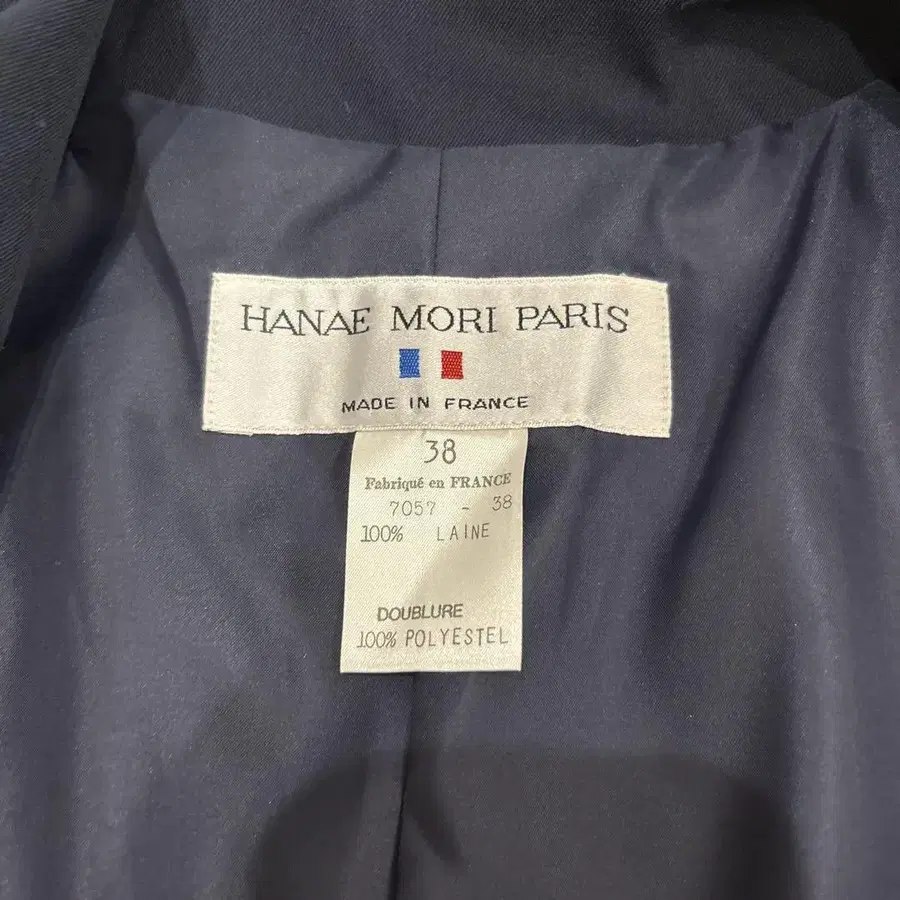 HANAE MORI PARIS
MADE IN FRANCE
38
Fabriqué en FRANCE
7057 - 38
100% LAINE
DOUBLURE
100% POLYESTEL